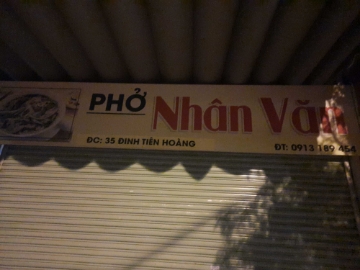 PHỞ Nhân Văn
ĐC: 35 ĐINH TIÊN HOÀNG
ĐT: 0913 189 454